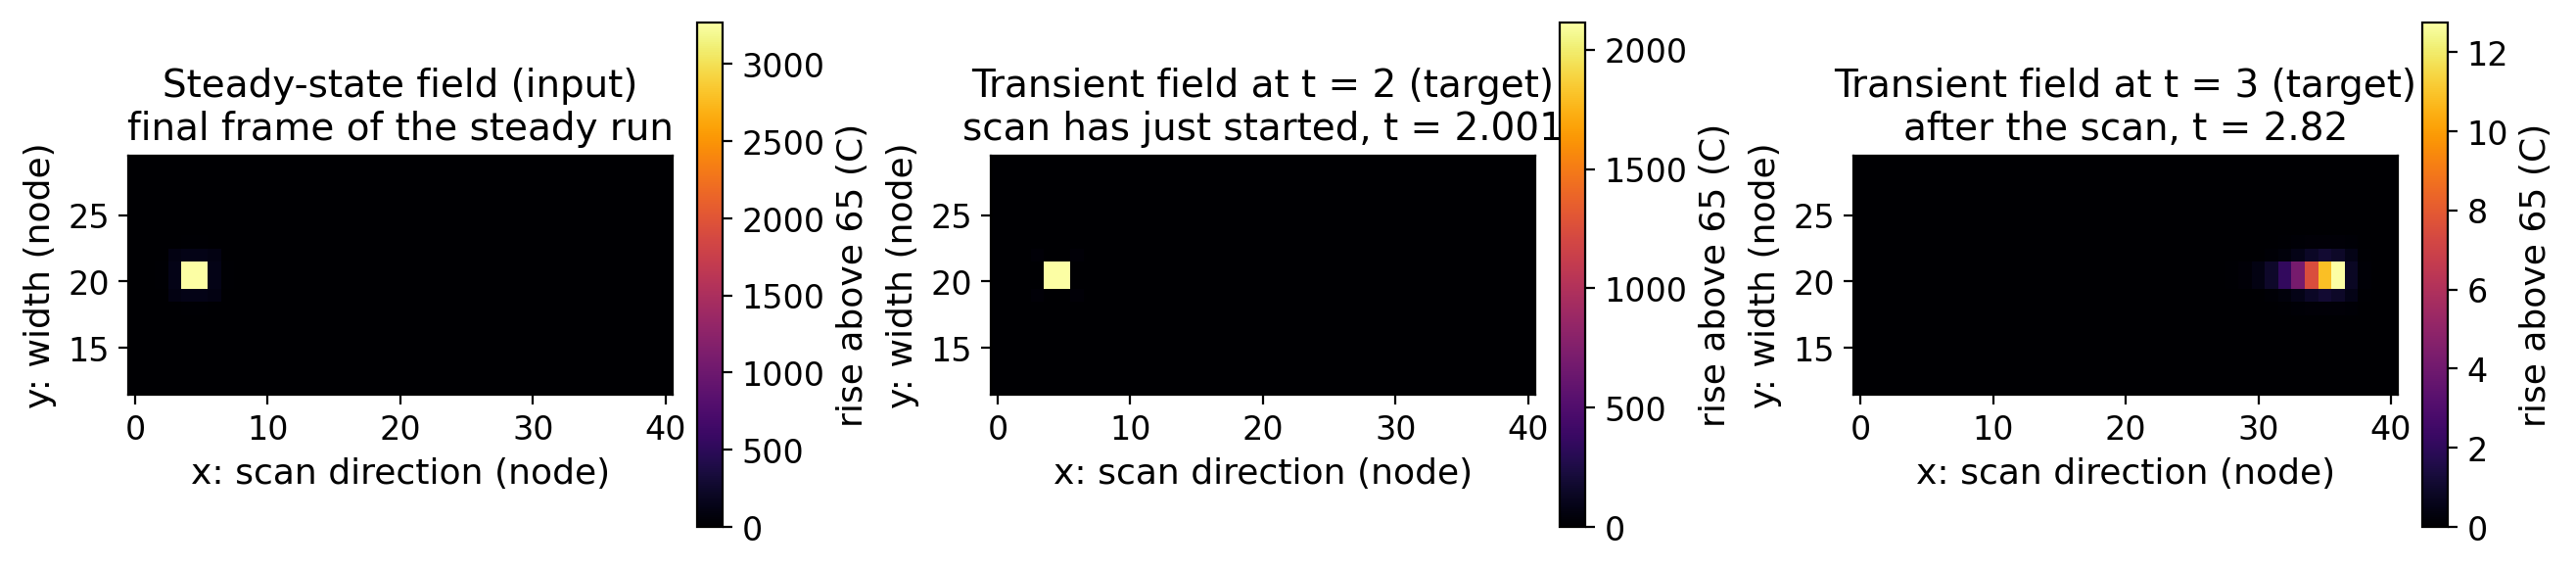 Steady-state field (input)
final frame of the steady run
y: width (node)
25
20
15
0
10
20
30
40
x: scan direction (node)
3000
2500
2000
1500
1000
500
0
rise above 65 (C)
Transient field at t = 2 (target)
scan has just started, t = 2.001
y: width (node)
25
20
15
0
10
20
30
40
x: scan direction (node)
2000
1500
1000
500
0
rise above 65 (C)
Transient field at t = 3 (target)
after the scan, t = 2.82
y: width (node)
25
20
15
0
10
20
30
40
x: scan direction (node)
12
10
8
6
4
2
0
rise above 65 (C)